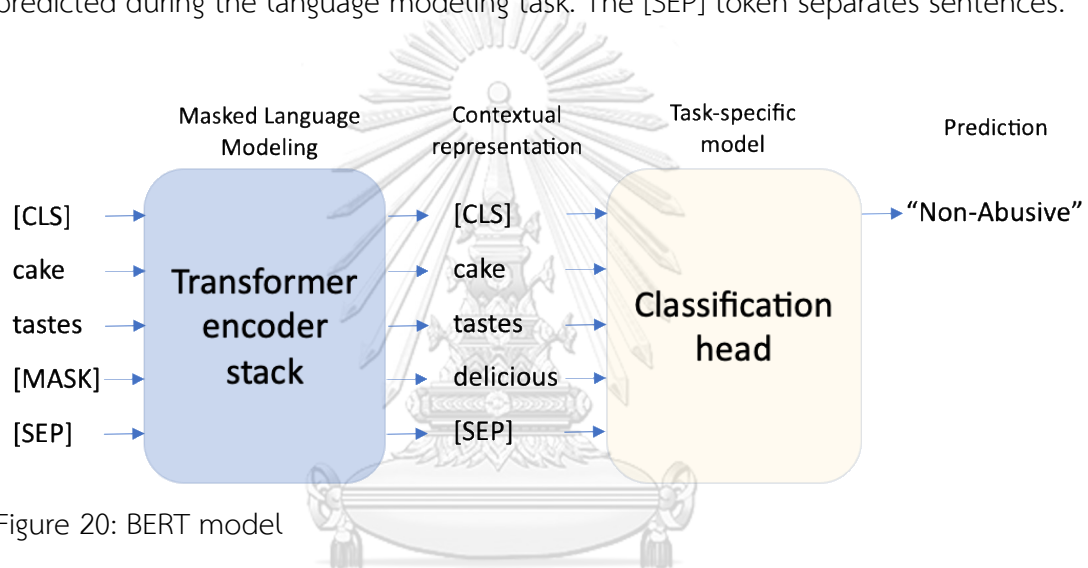 predicted during the language modeling task. The [SEP] token separates sentences.
Masked Language
Modeling
Contextual
representation
Task-specific
model
Prediction
[CLS]
cake
tastes
[MASK]
[SEP]
Transformer
encoder
stack
[CLS]
cake
tastes
delicious
[SEP]
Classification
head
“Non-Abusive”
Figure 20: BERT model